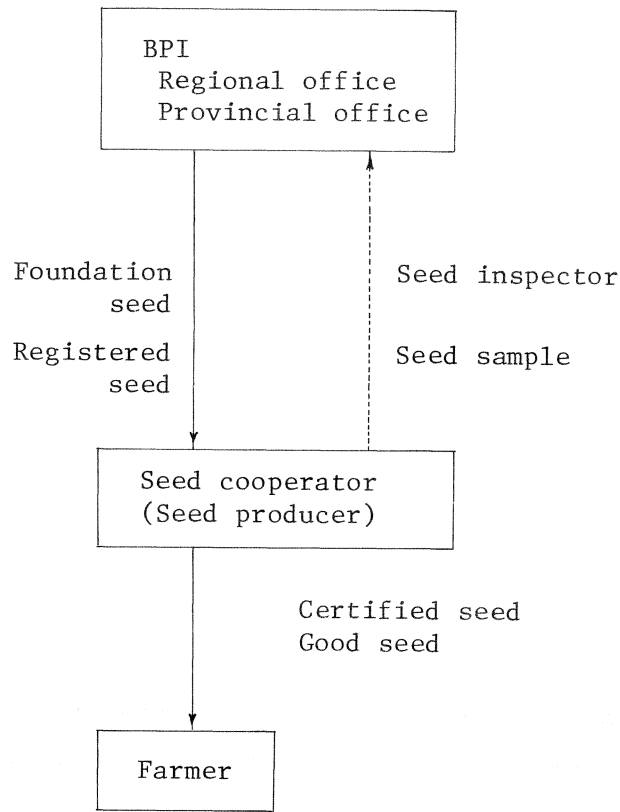 BPI
Regional office
Provincial office
Foundation
seed
Registered
seed
Seed inspector
Seed sample
Seed cooperator
(Seed producer)
Certified seed
Good seed
Farmer